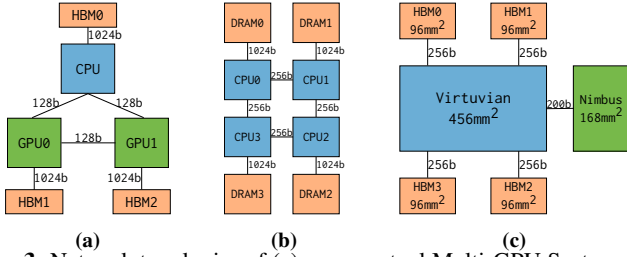 HBM0
1024b
CPU
128b
128b
GPU0
128b
GPU1
1024b
1024b
HBM1
HBM2
(a)
DRAM0
DRAM1
1024b
1024b
CPU0
256b
CPU1
256b
256b
CPU3
256b
CPU2
1024b
1024b
DRAM3
DRAM2
(b)
HBM0
96mm²
HBM1
96mm²
256b
256b
Virtuvian
456mm²
200b
Nimbus
168mm²
256b
256b
HBM3
96mm²
HBM2
96mm²
(c)